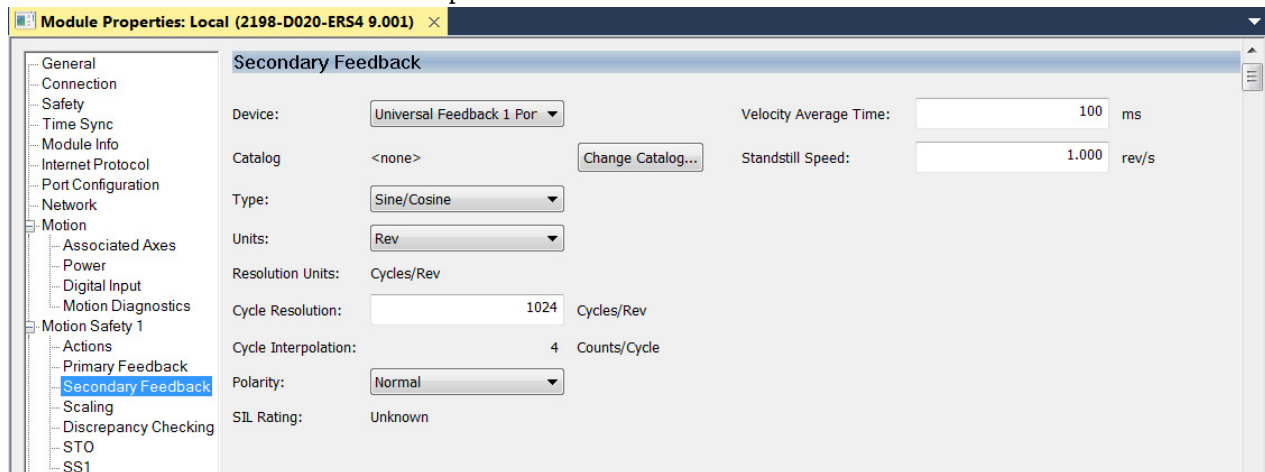 Module Properties: Local (2198-D020-ERS4 9.001)
General
Connection
Safety
Time Sync
Module Info
Internet Protocol
Port Configuration
Network
Motion
Associated Axes
Power
Digital Input
Motion Diagnostics
Motion Safety 1
Actions
Primary Feedback
Secondary Feedback
Scaling
Discrepancy Checking
STO
SS1
Secondary Feedback
Device: Universal Feedback 1 Por
Velocity Average Time: 100 ms
Catalog <none> Change Catalog...
Standstill Speed: 1.000 rev/s
Type: Sine/Cosine
Units: Rev
Resolution Units: Cycles/Rev
Cycle Resolution: 1024 Cycles/Rev
Cycle Interpolation: 4 Counts/Cycle
Polarity: Normal
SIL Rating: Unknown